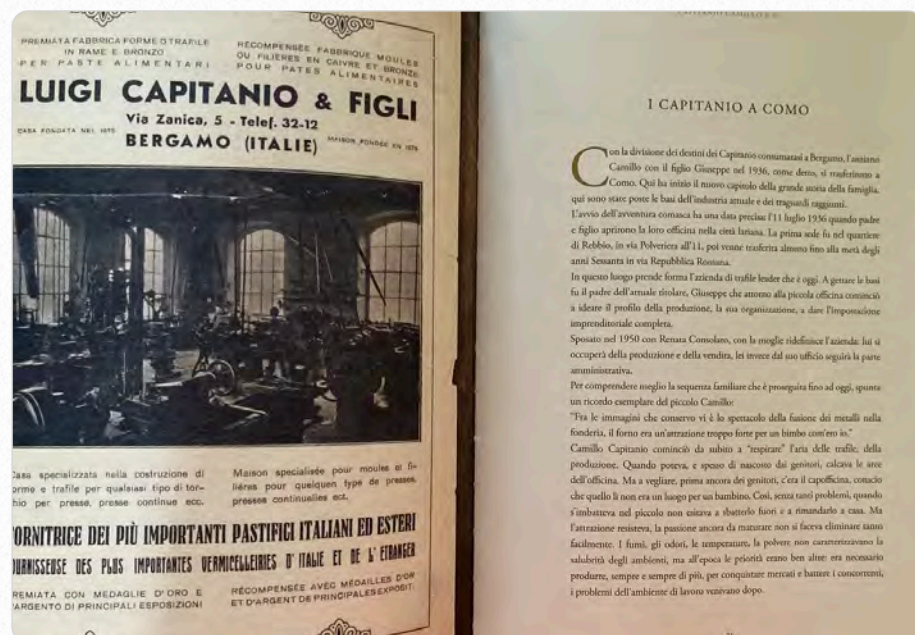 PREMIATA FABBRICA FORME O TRAFILE
IN RAME E BRONZO
PER PASTE ALIMENTARI
RÉCOMPENSÉE FABBRIQUE MOULES
OU FILIÈRES EN CAIVRE ET BRONZE
POUR PATES ALIMENTAIRES
LUIGI CAPITANIO & FIGLI
Via Zanica, 5 - Telef. 32-12
CASA FONDATA NEL 1875
BERGAMO (ITALIE)
MAISON FONDÉE EN 1875
Casa specializzata nella costruzione di
orme e trafile per qualsiasi tipo di tor-
hio per presse, presse continue ecc.
Maison specialisée pour moules et fi-
lières pour quelquen type de presses,
presses continuelles ect.
FORNITRICE DEI PIÙ IMPORTANTI PASTIFICI ITALIANI ED ESTERI
OURNISSEUSE DES PLUS IMPORTANTES VERMICELLEIRIES D' ITALIE ET DE L' ETRANGER
REMIATA CON MEDAGLIE D'ORO E
'ARGENTO DI PRINCIPALI ESPOSIZIONI
RÉCOMPENSÉE AVEC MÉDAILLES D'OR
ET D'ARGENT DE PRINCIPALES EXPOSIT.
I CAPITANIO A COMO
Con la divisione dei destini dei Capitanio consumatasi a Bergamo, l'anziano
Camillo con il figlio Giuseppe nel 1936, come detto, si trasferirono a
Como. Qui ha inizio il nuovo capitolo della grande storia della famiglia,
qui sono state poste le basi dell'industria attuale e dei traguardi raggiunti.
L'avvio dell'avventura comasca ha una data precisa: l'11 luglio 1936 quando padre
e figlio aprirono la loro officina nella città lariana. La prima sede fu nel quartiere
di Rebbio, in via Polveriera all'11, poi venne trasferita almeno fino alla metà degli
anni Sessanta in via Repubblica Romana.
In questo luogo prende forma l'azienda di trafile leader che è oggi. A gettare le basi
fu il padre dell'attuale titolare, Giuseppe che attorno alla piccola officina cominciò
a ideare il profilo della produzione, la sua organizzazione, a dare l'impostazione
imprenditoriale completa.
Sposato nel 1950 con Renata Consolaro, con la moglie ridefinisce l'azienda: lui si
occuperà della produzione e della vendita, lei invece dal suo ufficio seguirà la parte
amministrativa.
Per comprendere meglio la sequenza familiare che è proseguita fino ad oggi, spunta
un ricordo esemplare del piccolo Camillo:
"Fra le immagini che conservo vi è lo spettacolo della fusione dei metalli nella
fonderia, il forno era un'attrazione troppo forte per un bimbo com'ero io."
Camillo Capitanio cominciò da subito a "respirare" l'aria delle trafile, della
produzione. Quando poteva, e spesso di nascosto dai genitori, calcava le aree
dell'officina. Ma a vegliare, prima ancora dei genitori, c'era il capofficina, conscio
che quello lì non era un luogo per un bambino. Così, senza tanti problemi, quando
s'imbatteva nel piccolo non esitava a sbatterlo fuori e a rimandarlo a casa. Ma
l'attrazione resisteva, la passione ancora da maturare non si faceva eliminare tanto
facilmente. I fumi, gli odori, le temperature, la polvere non caratterizzavano la
salubrità degli ambienti, ma all'epoca le priorità erano ben altre: era necessario
produrre, sempre e sempre di più, per conquistare mercati e battere i concorrenti,
i problemi dell'ambiente di lavoro venivano dopo.